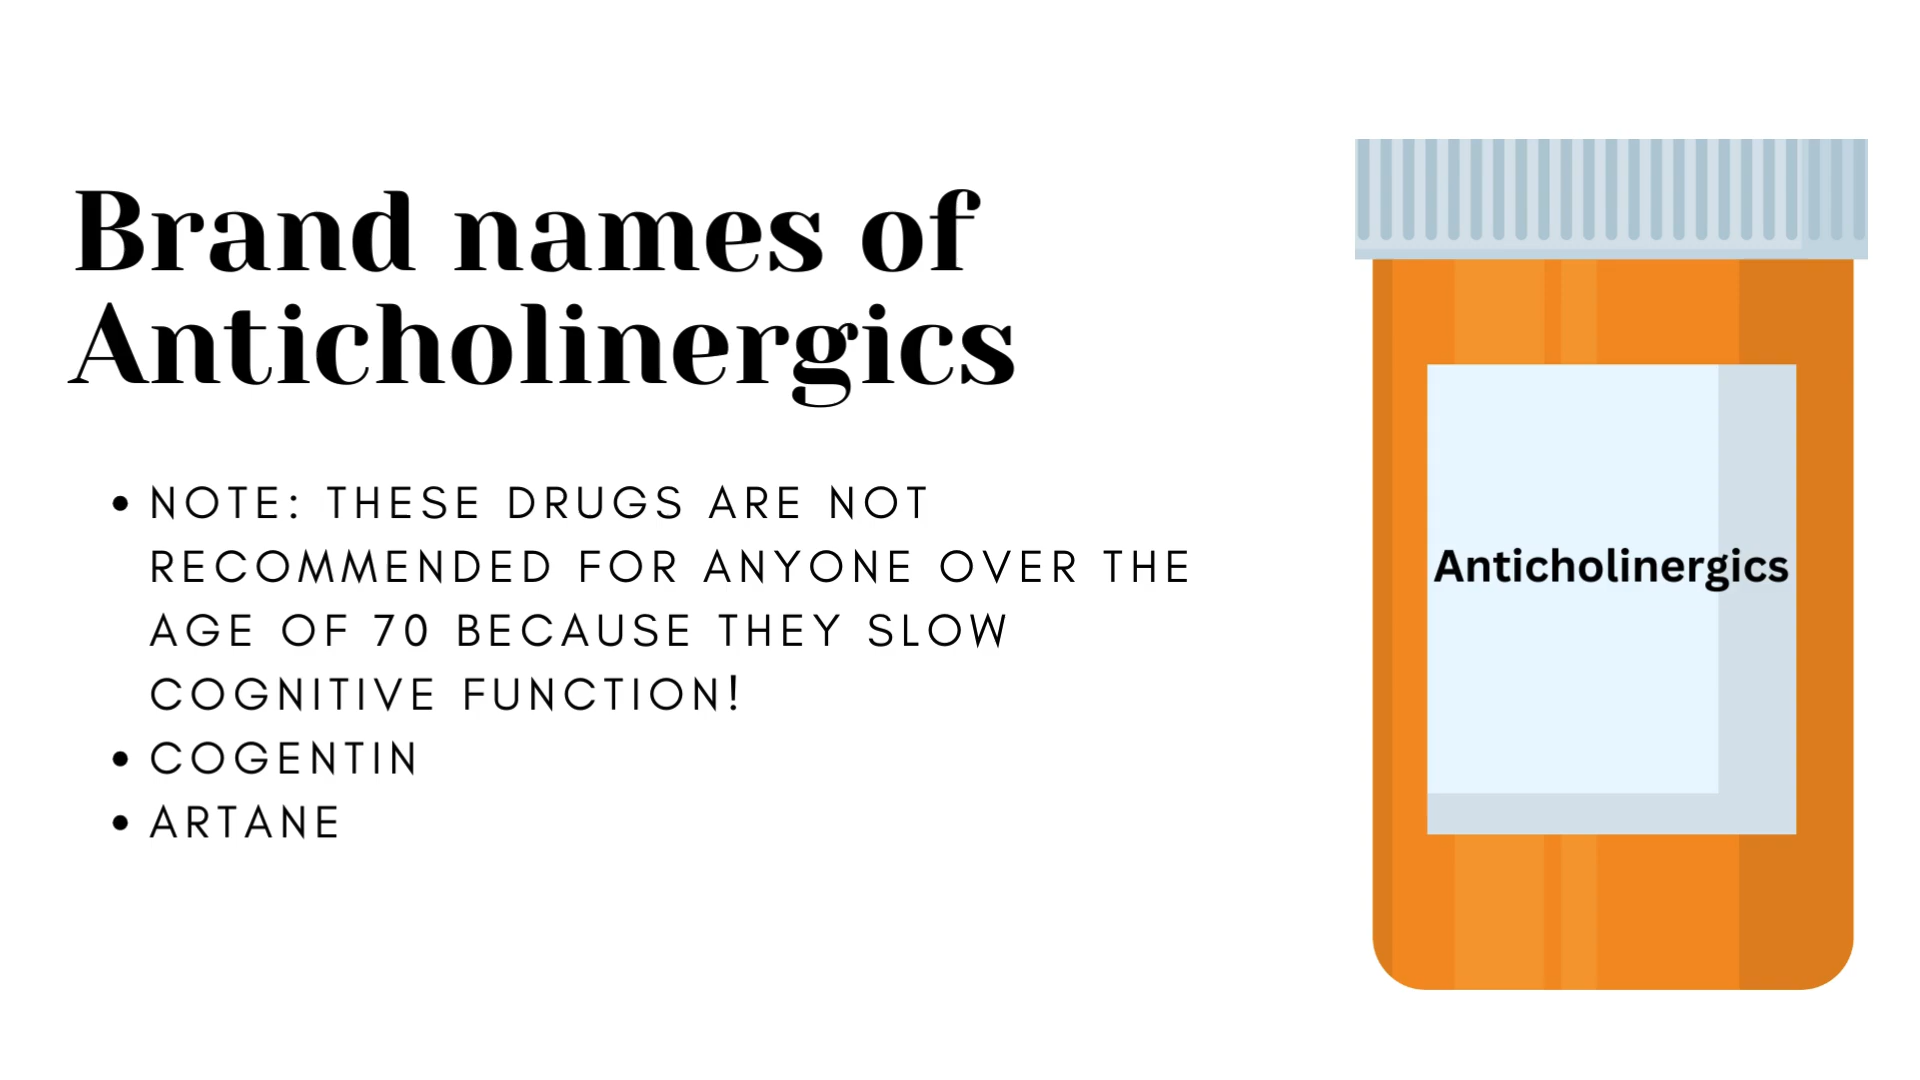 Brand names of
Anticholinergics
• NOTE: THESE DRUGS ARE NOT
RECOMMENDED FOR ANYONE OVER THE
AGE OF 70 BECAUSE THEY SLOW
COGNITIVE FUNCTION!
• COGENTIN
• ARTANE
Anticholinergics